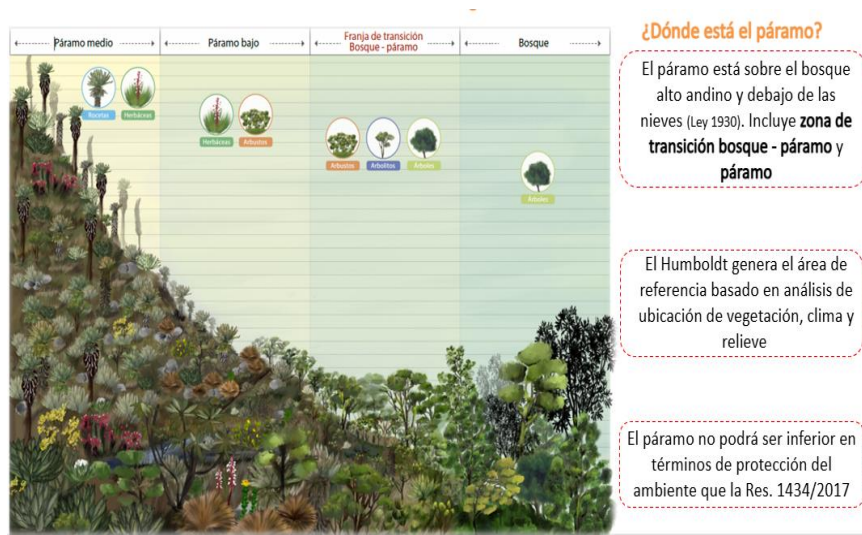 Páramo medio
Páramo bajo
Franja de transición
Bosque - páramo
Bosque
Rocetas
Herbáceas
Herbáceas
Arbustos
Arbustos
Arbolitos
Árboles
Árboles
¿Dónde está el páramo?
El páramo está sobre el bosque
alto andino y debajo de las
nieves (Ley 1930). Incluye zona de
transición bosque - páramo y
páramo
El Humboldt genera el área de
referencia basado en análisis de
ubicación de vegetación, clima y
relieve
El páramo no podrá ser inferior en
términos de protección del
ambiente que la Res. 1434/2017